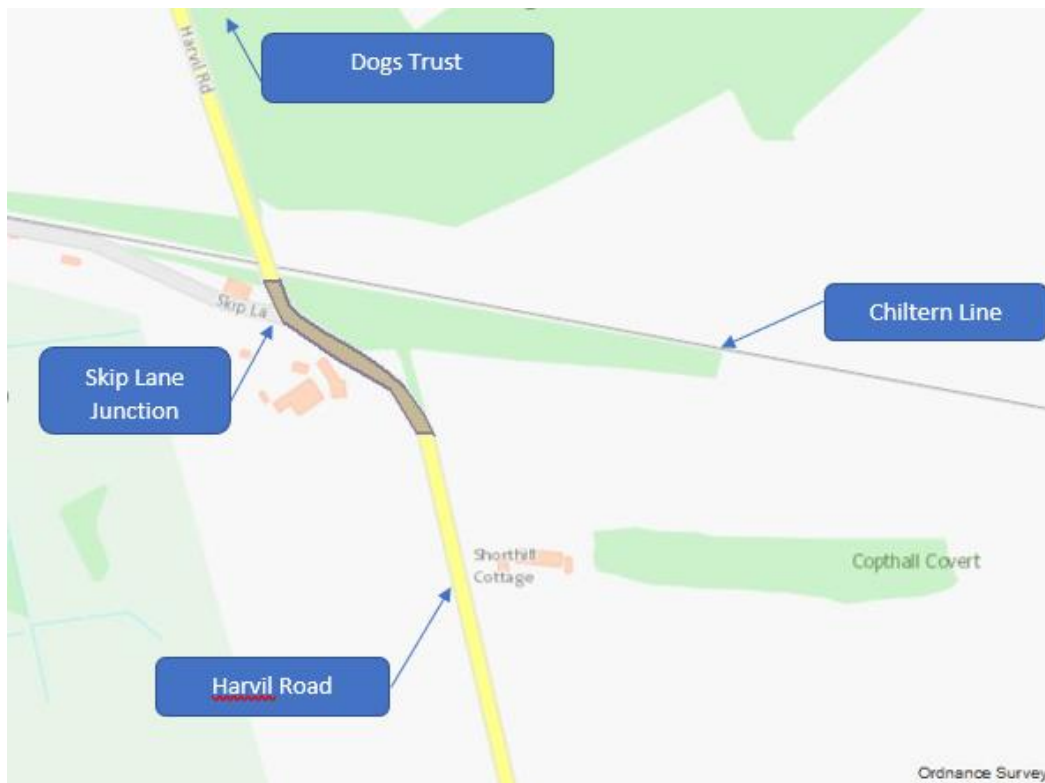 Harvil Rd
Dogs Trust
Skip La
Chiltern Line
Skip Lane
Junction
Shorthill
Cottage
Copthall Covert
Harvil Road
Ordnance Survey